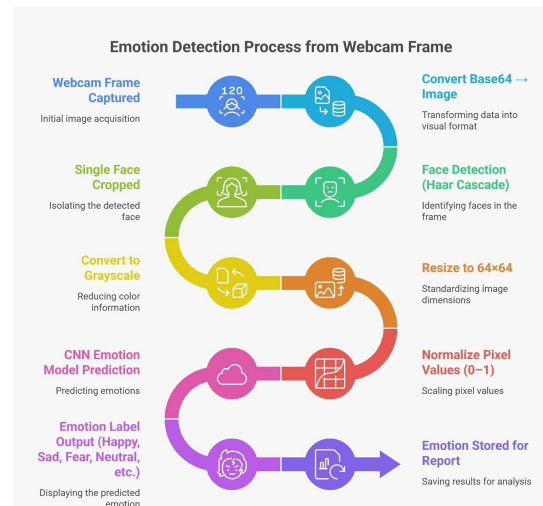 Emotion Detection Process from Webcam Frame
Webcam Frame
Captured
Initial image acquisition
120
Convert Base64 →
Image
Transforming data into
visual format
Single Face
Cropped
Isolating the detected
face
Face Detection
(Haar Cascade)
Identifying faces in the
frame
Convert to
Grayscale
Reducing color
information
Resize to 64×64
Standardizing image
dimensions
CNN Emotion
Model Prediction
Predicting emotions
Normalize Pixel
Values (0–1)
Scaling pixel values
Emotion Label
Output (Happy,
Sad, Fear, Neutral,
etc.)
Displaying the predicted
emotion
Emotion Stored for
Report
Saving results for analysis